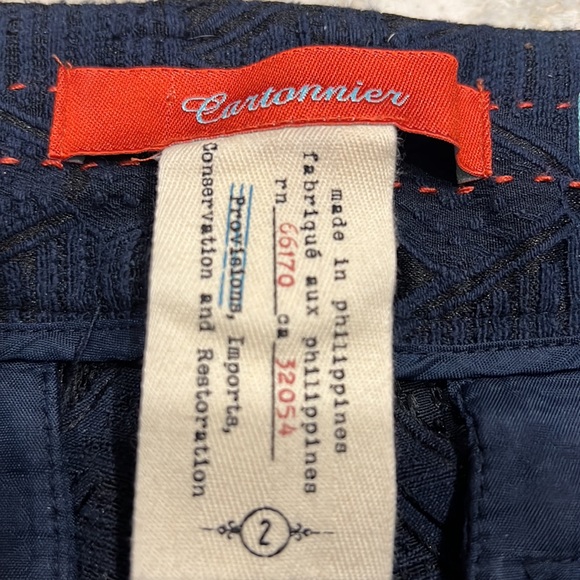 Cartonnier
made in philippines
fabriqué aux philippines
rn 66170 ca 32054
Provisions, Imports,
Conservation and Restoration
2